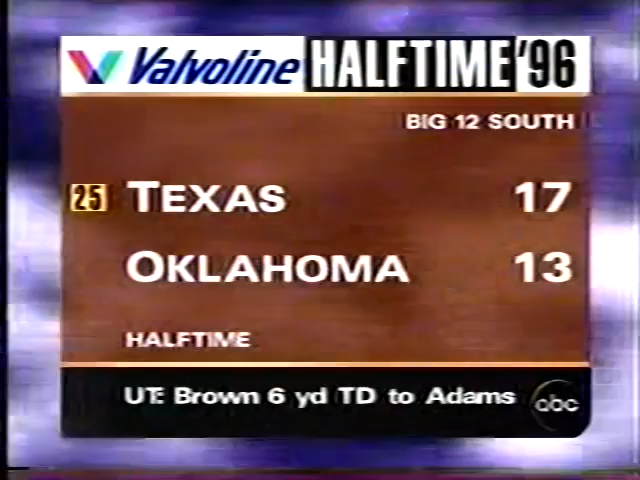 Valvoline HALFTIME '96
BIG 12 SOUTH
25 TEXAS 17
OKLAHOMA 13
HALFTIME
UT: Brown 6 yd TD to Adams
abc